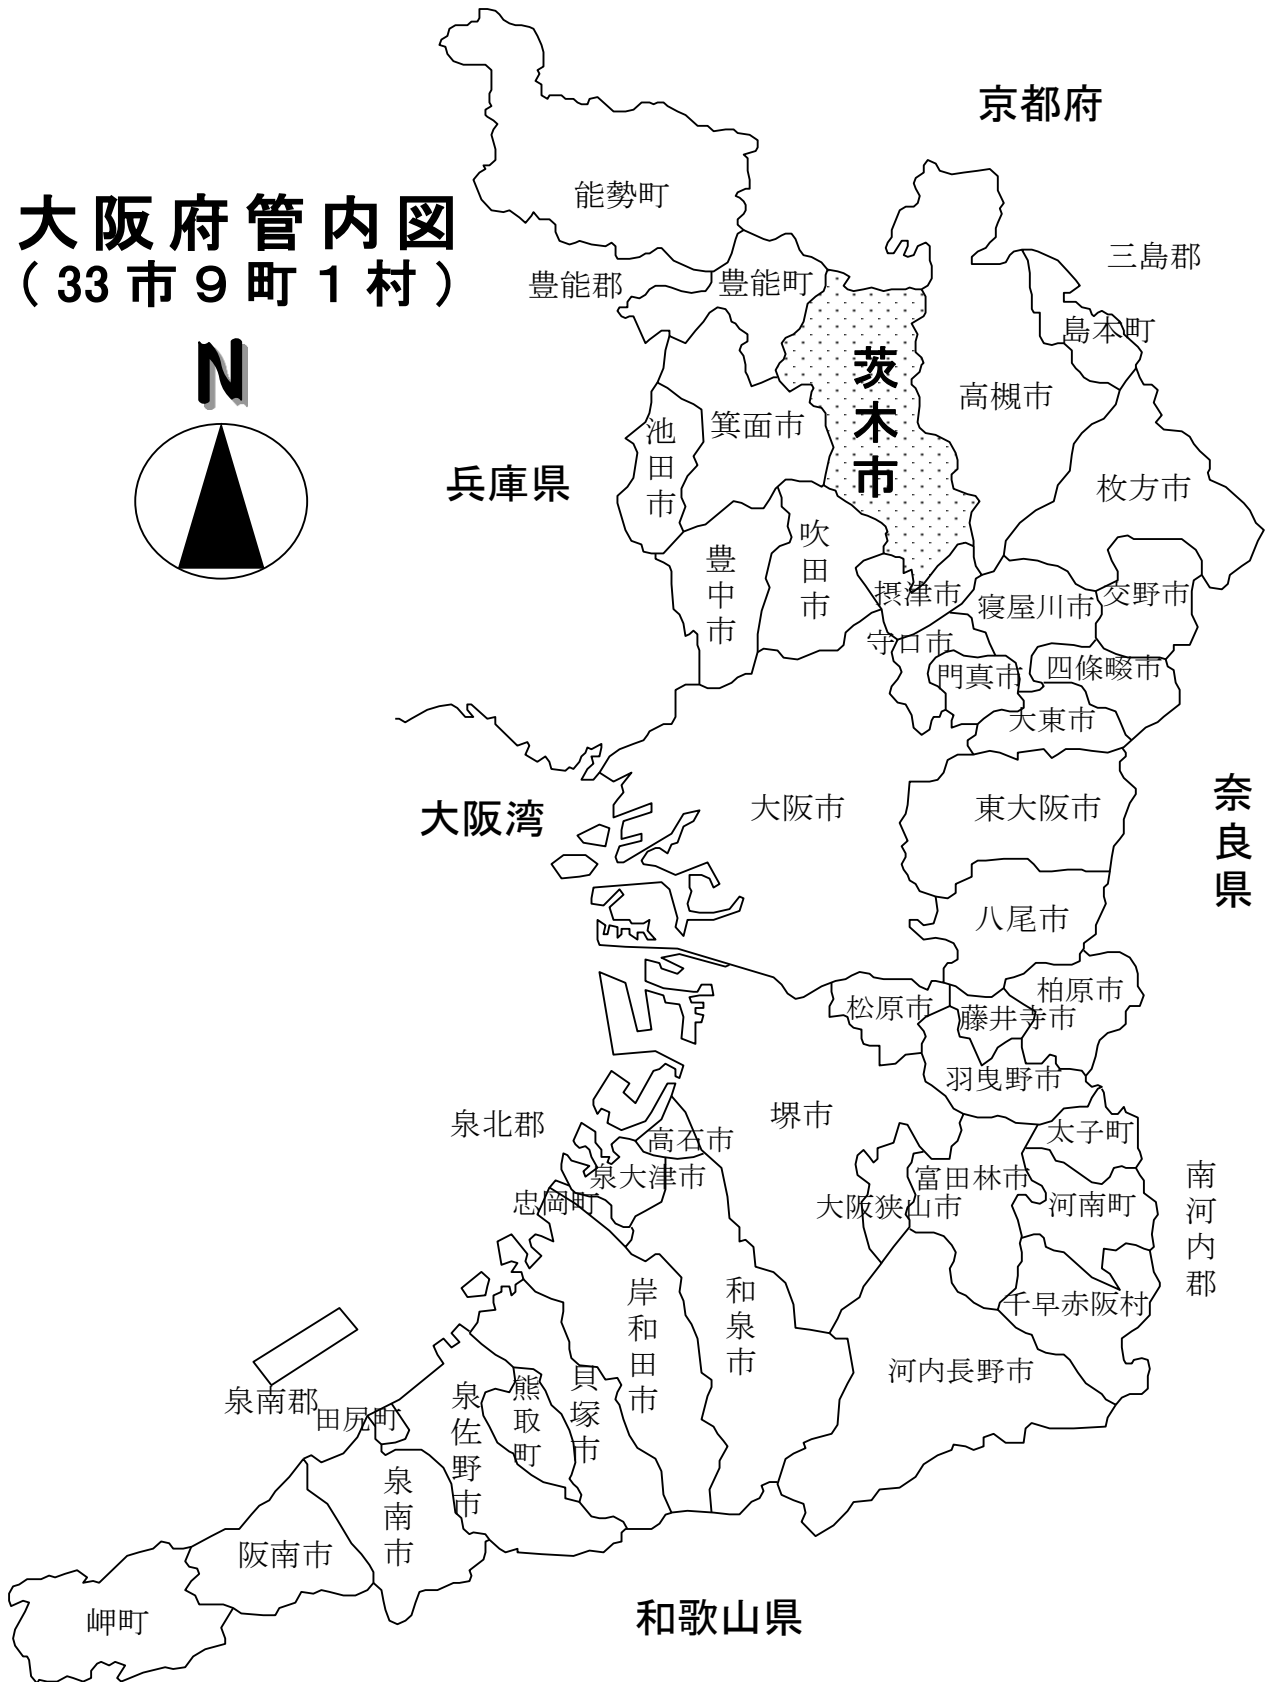 京都府
大阪府管内図
(33市9町1村)
N
能勢町
三島郡
豊能郡
豊能町
島本町
茨木市
高槻市
箕面市
池田市
兵庫県
枚方市
吹田市
豊中市
摂津市
寝屋川市
交野市
守口市
門真市
四條畷市
大東市
大阪湾
大阪市
東大阪市
奈良県
八尾市
柏原市
松原市
藤井寺市
羽曳野市
泉北郡
堺市
高石市
太子町
泉大津市
富田林市
忠岡町
大阪狭山市
河南町
南河内郡
千早赤阪村
岸和田市
和泉市
河内長野市
貝塚市
熊取町
泉佐野市
泉南郡
田尻町
泉南市
阪南市
岬町
和歌山県